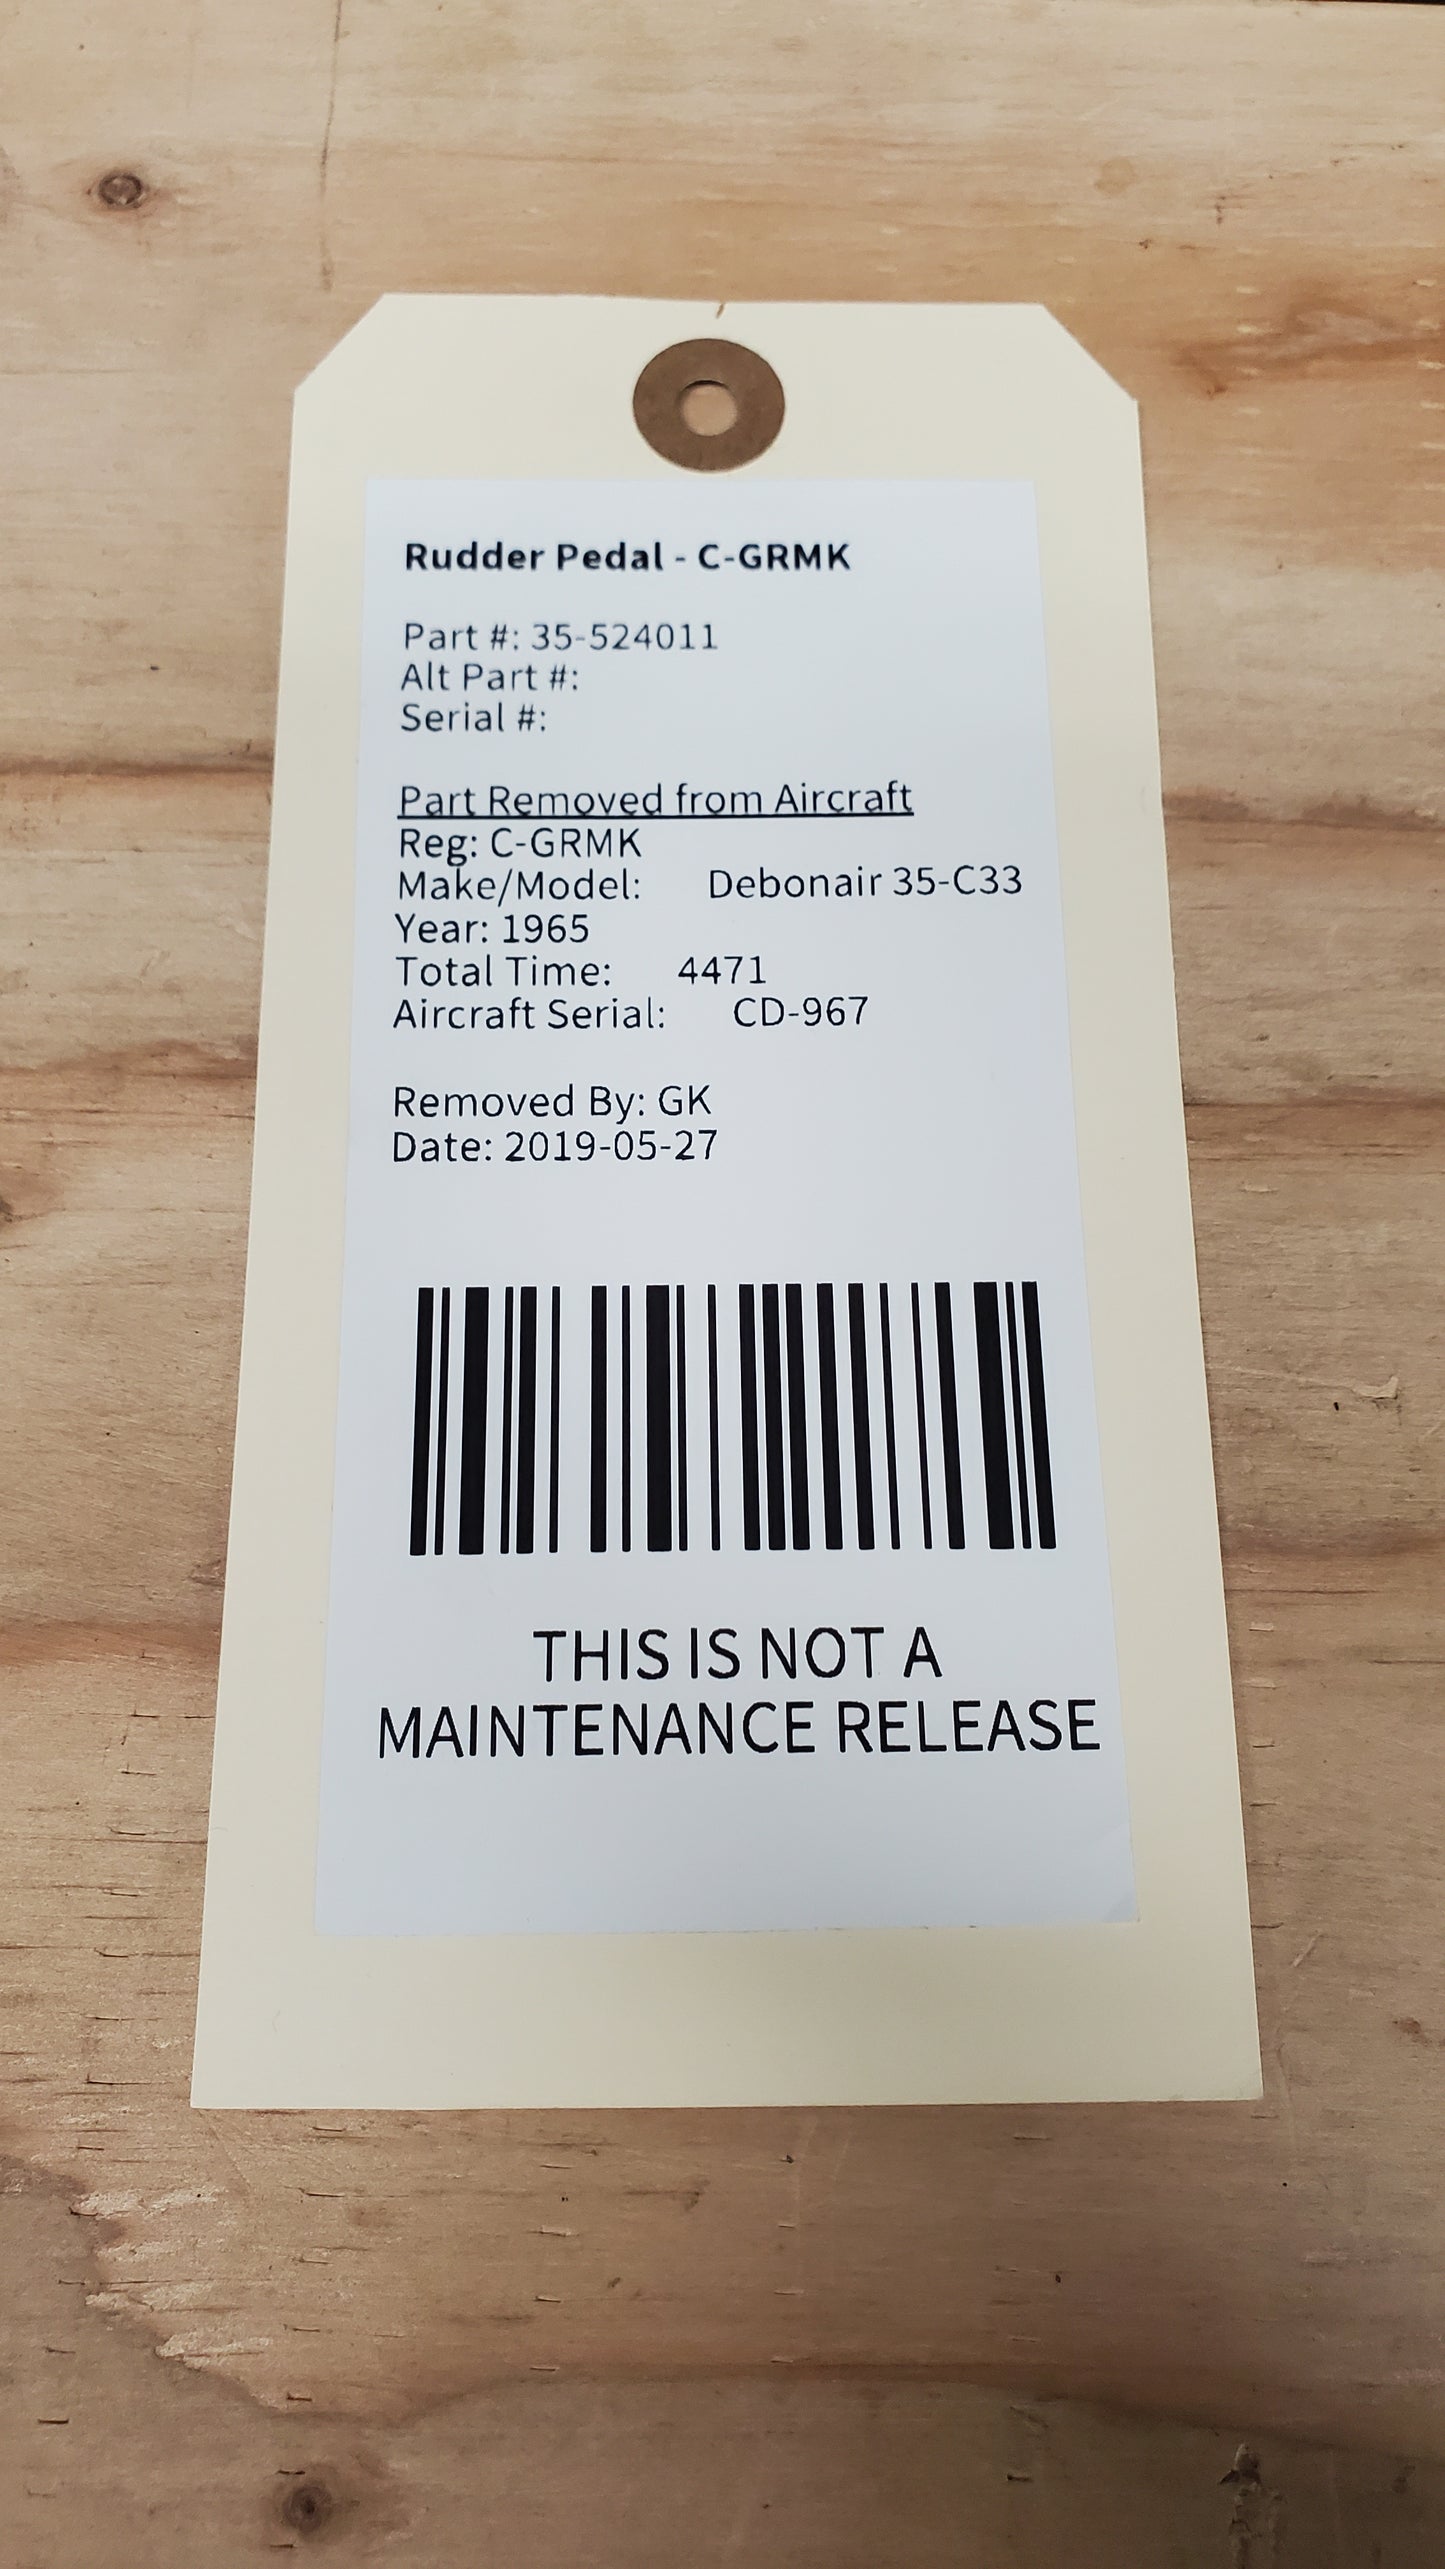 Rudder Pedal - C-GRMK
Part #: 35-524011
Alt Part #:
Serial #:
Part Removed from Aircraft
Reg: C-GRMK
Make/Model: Debonair 35-C33
Year: 1965
Total Time: 4471
Aircraft Serial: CD-967
Removed By: GK
Date: 2019-05-27
THIS IS NOT A
MAINTENANCE RELEASE